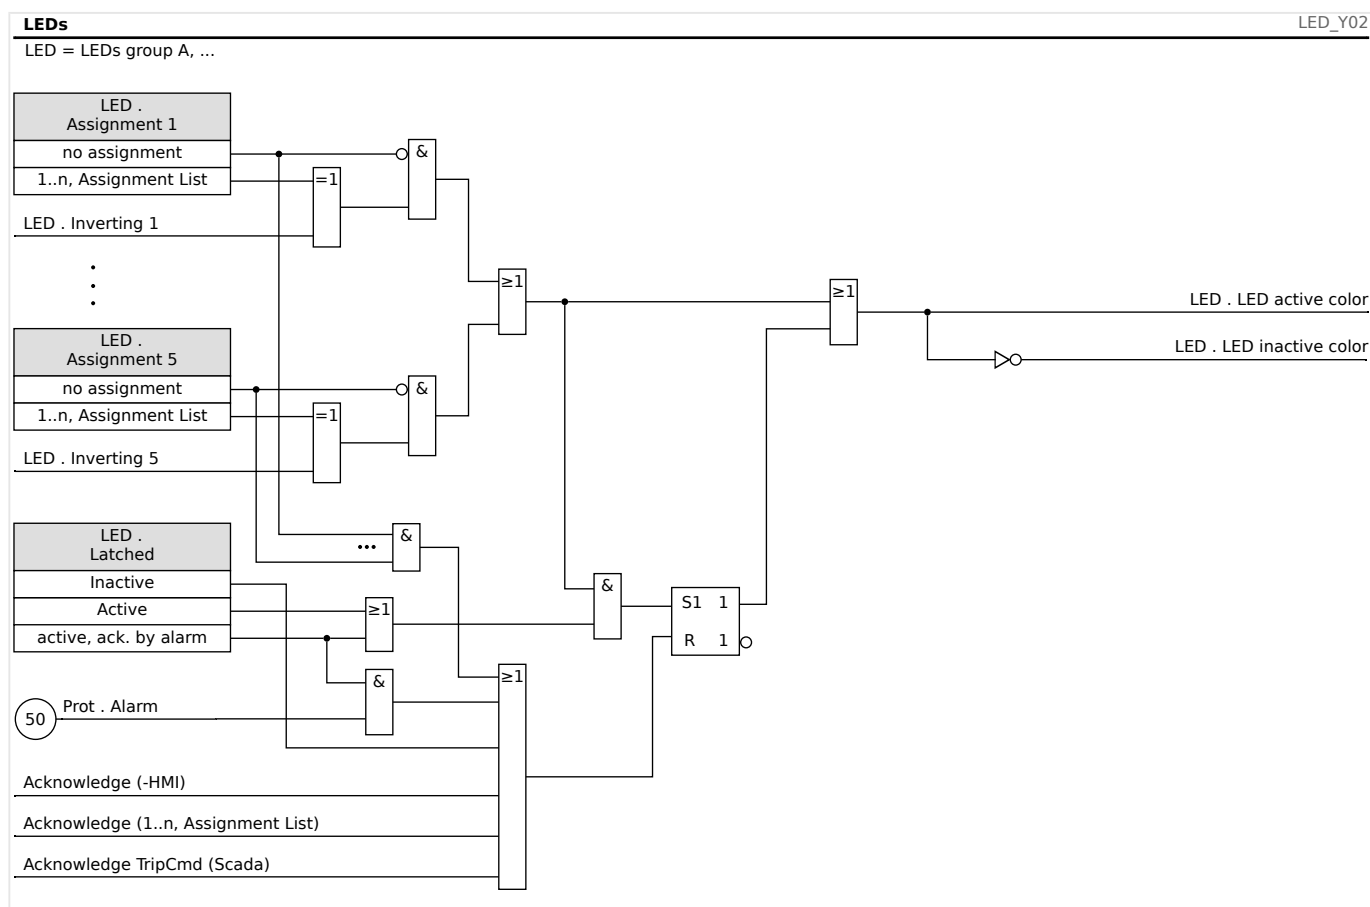 LEDs
LED_Y02
LED = LEDs group A, ...
LED .
Assignment 1
no assignment
&
1..n, Assignment List
=1
LED . Inverting 1
≥1
≥1
LED . LED active color
LED .
Assignment 5
LED . LED inactive color
no assignment
&
1..n, Assignment List
=1
LED . Inverting 5
LED .
Latched
&
...
Inactive
&
Active
≥1
S1 1
active, ack. by alarm
R 1
≥1
&
50
Prot . Alarm
Acknowledge (-HMI)
Acknowledge (1..n, Assignment List)
Acknowledge TripCmd (Scada)